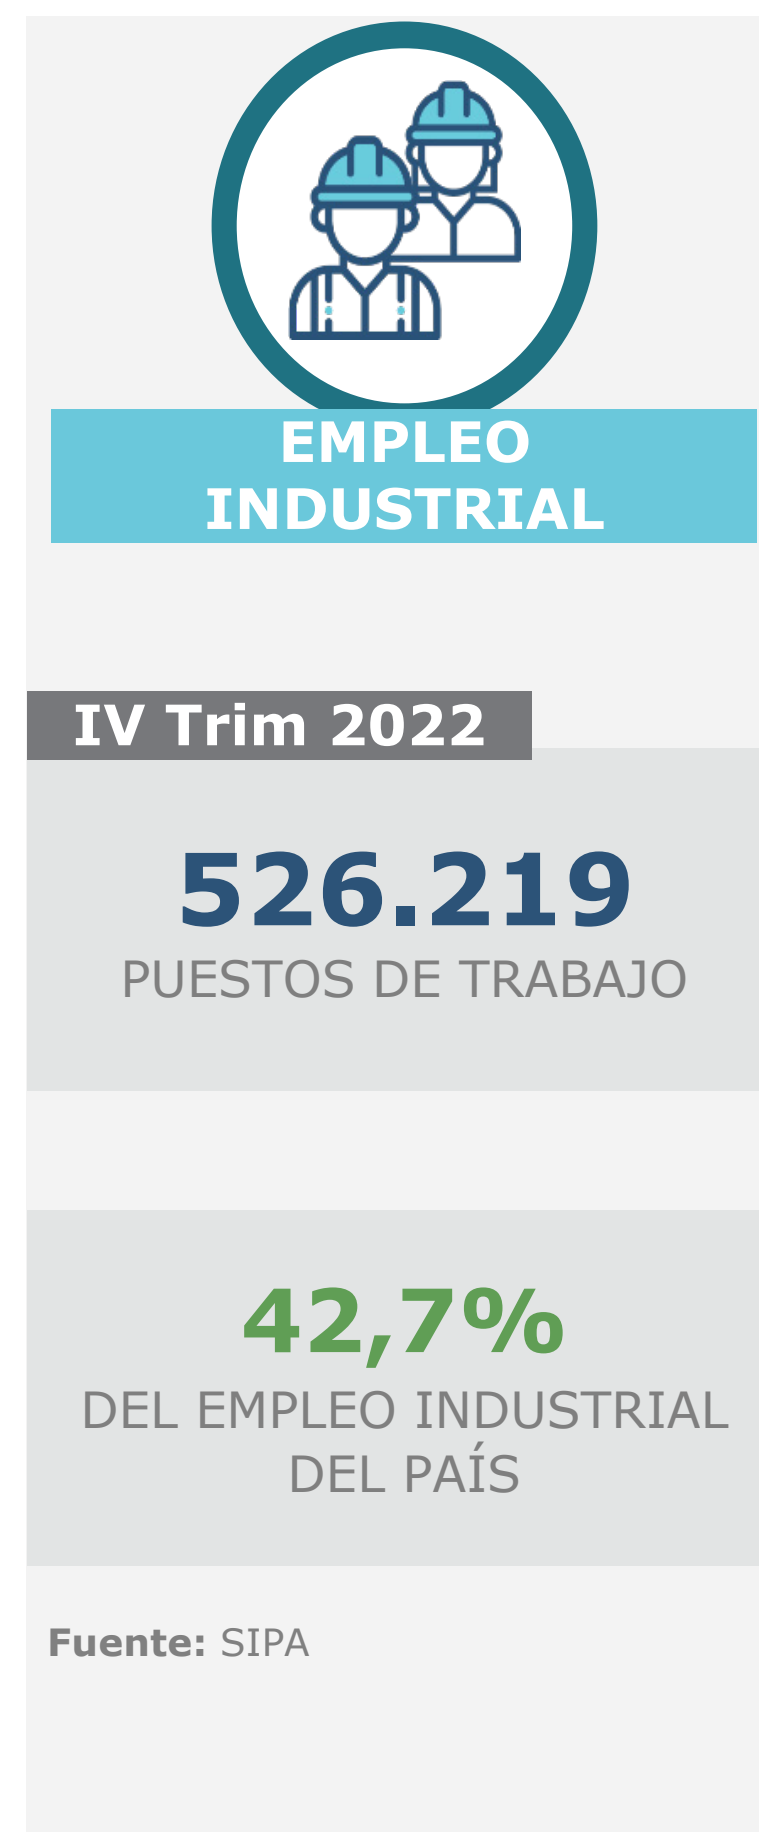 EMPLEO
INDUSTRIAL
IV Trim 2022
526.219
PUESTOS DE TRABAJO
42,7%
DEL EMPLEO INDUSTRIAL
DEL PAÍS
Fuente: SIPA